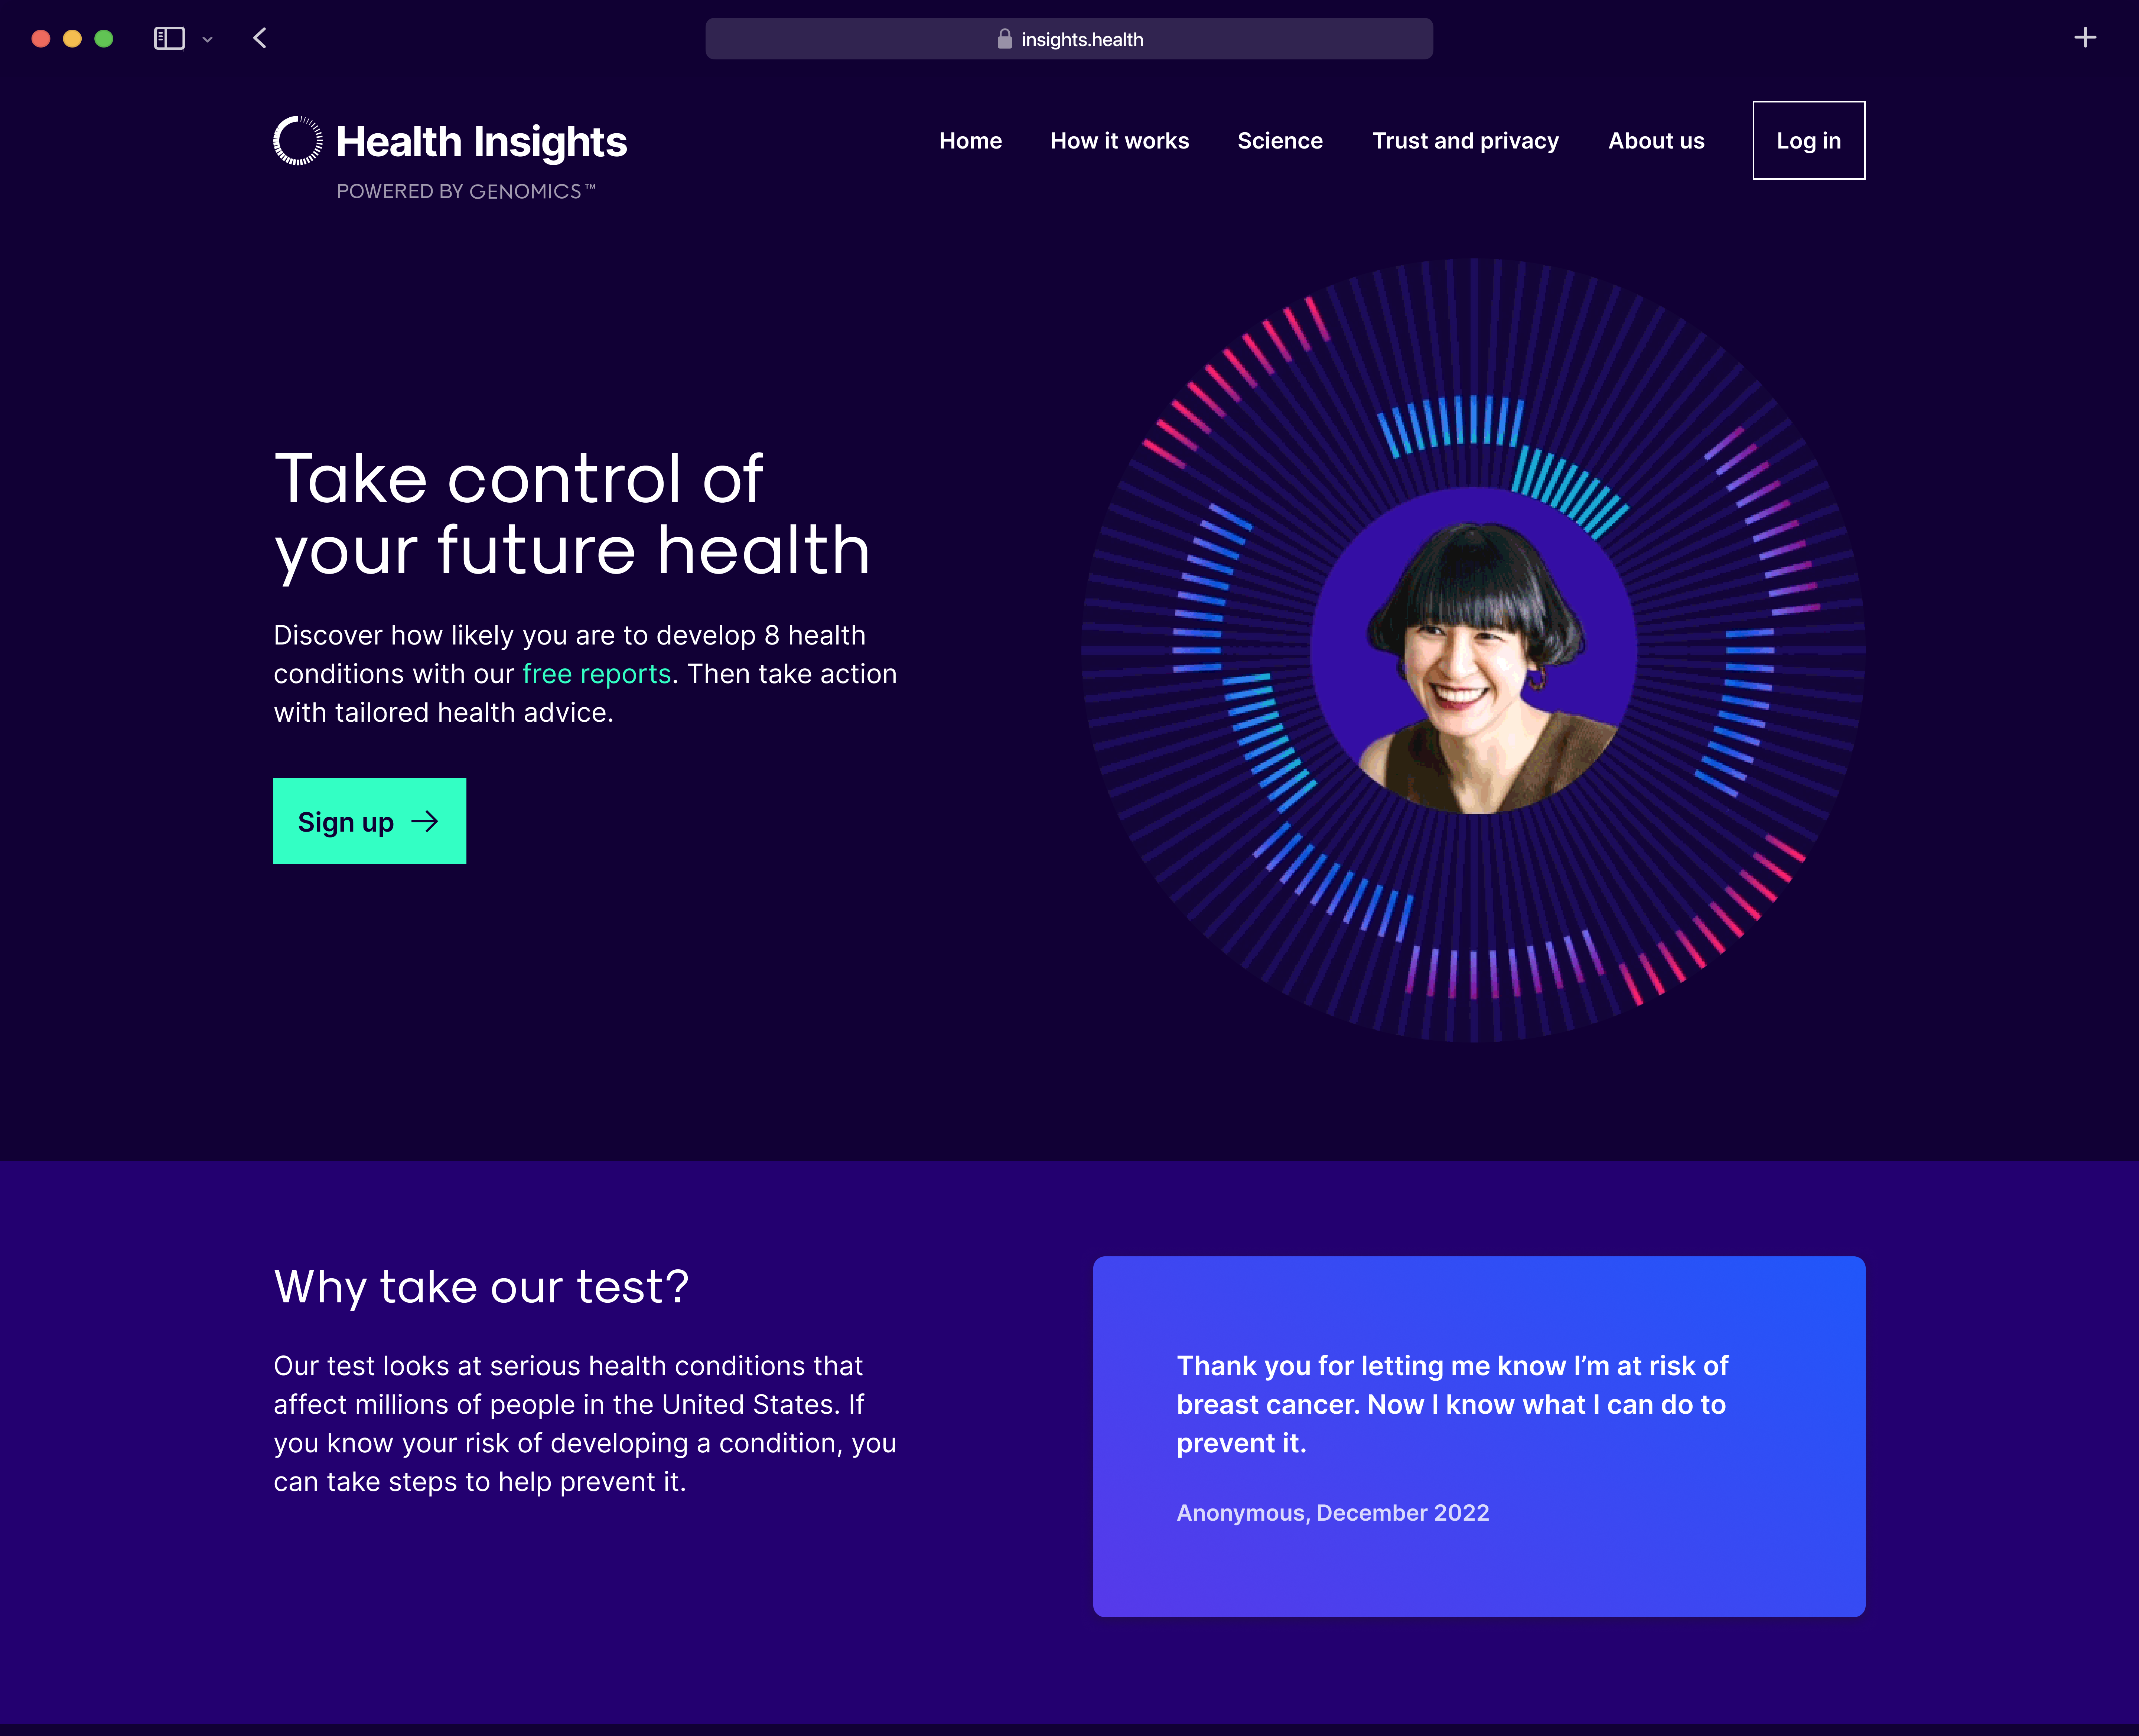 insights.health
Health Insights
POWERED BY GENOMICS™
Home
How it works
Science
Trust and privacy
About us
Log in
Take control of
your future health
Discover how likely you are to develop 8 health
conditions with our free reports. Then take action
with tailored health advice.
Sign up
Why take our test?
Our test looks at serious health conditions that
affect millions of people in the United States. If
you know your risk of developing a condition, you
can take steps to help prevent it.
Thank you for letting me know I’m at risk of
breast cancer. Now I know what I can do to
prevent it.
Anonymous, December 2022